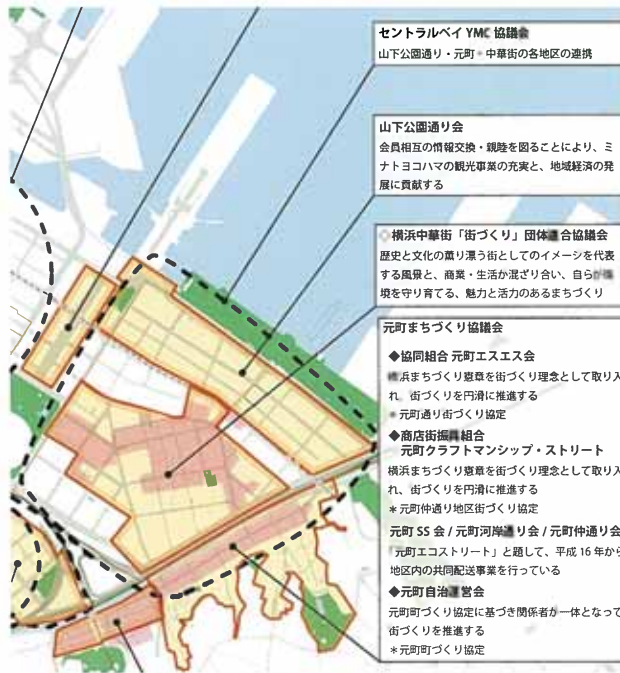 セントラルベイ YMC 協議会
山下公園通り・元町・中華街の各地区の連携
山下公園通り会
会員相互の情報交換・親睦を図ることにより、ミ
ナトヨコハマの観光事業の充実と、地域経済の発
展に貢献する
◇横浜中華街「街づくり」団体連合協議会
歴史と文化の薫り漂う街としてのイメージを代表
する風景と、商業・生活が混ざり合い、自らが環
境を守り育てる、魅力と活力のあるまちづくり
元町まちづくり協議会
◆協同組合 元町エスエス会
横浜まちづくり憲章を街づくり理念として取り入
れ、街づくりを円滑に推進する
＊元町通り街づくり協定
◆商店街振興組合
元町クラフトマンシップ・ストリート
横浜まちづくり憲章を街づくり理念として取り入
れ、街づくりを円滑に推進する
＊元町仲通り地区街づくり協定
元町 SS 会 / 元町河岸通り会 / 元町仲通り会
「元町エコストリート」と題して、平成 16 年から
地区内の共同配送事業を行っている
◆元町自治運営会
元町町づくり協定に基づき関係者が一体となって
街づくりを推進する
＊元町町づくり協定